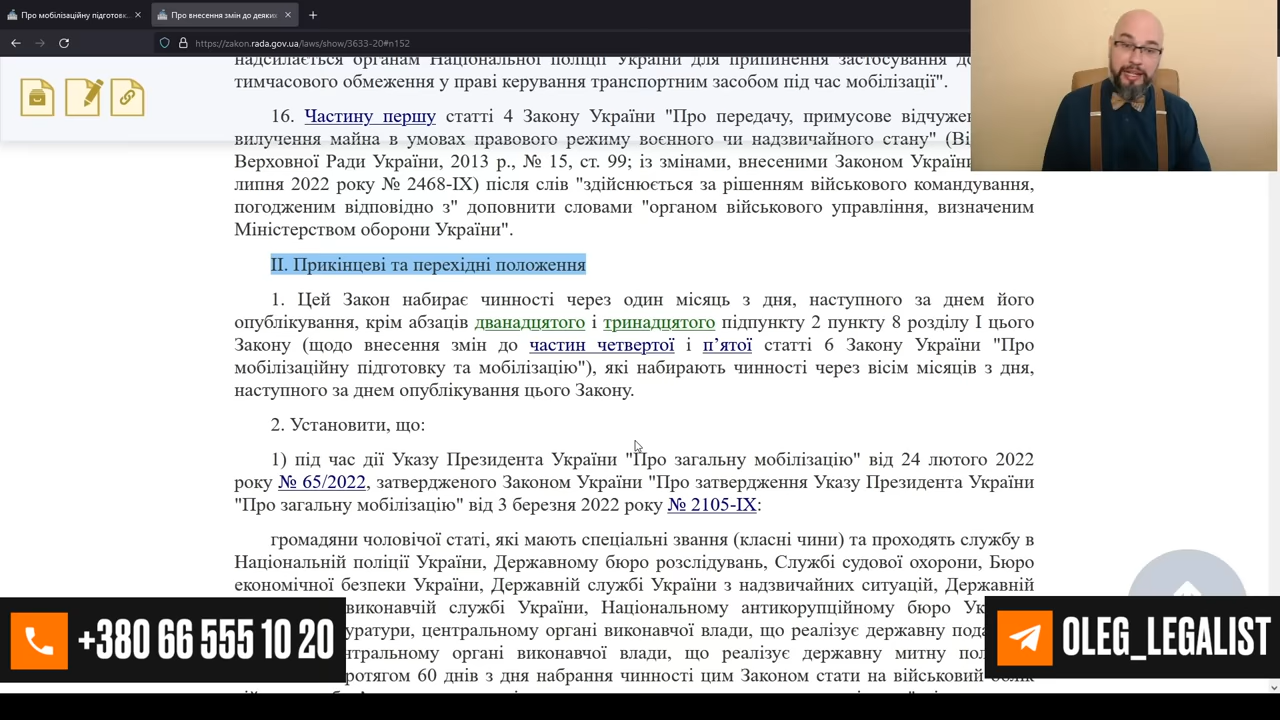 Про мобілізаційну підготовк
Про внесення змін до деяки
https://zakon.rada.gov.ua/laws/show/3633-20#n152
надсилається органам Національної поліції України для припинення застосування
тимчасового обмеження у праві керування транспортним засобом під час мобілізації".
16. Частину першу статті 4 Закону України "Про передачу, примусове
вилучення майна в умовах правового режиму воєнного чи надзвичайного стану"
Верховної Ради України, 2013 р., № 15, ст. 99; із змінами, внесеними Законом України
липня 2022 року № 2468-IX) після слів "здійснюється за рішенням військового командування,
погодженим відповідно з" доповнити словами "органом військового управління, визначеним
Міністерством оборони України".
II. Прикінцеві та перехідні положення
1. Цей Закон набирає чинності через один місяць з дня, наступного за днем його
опублікування, крім абзаців дванадцятого і тринадцятого підпункту 2 пункту 8 розділу I цього
Закону (щодо внесення змін до частин четвертої і п’ятої статті 6 Закону України "Про
мобілізаційну підготовку та мобілізацію"), які набирають чинності через вісім місяців з дня,
наступного за днем опублікування цього Закону.
2. Установити, що:
1) під час дії Указу Президента України "Про загальну мобілізацію" від 24 лютого 2022
року № 65/2022, затвердженого Законом України "Про затвердження Указу Президента України
"Про загальну мобілізацію" від 3 березня 2022 року № 2105-IX:
громадяни чоловічої статі, які мають спеціальні звання (класні чини) та проходять службу в
Національній поліції України, Державному бюро розслідувань, Службі судової охорони, Бюро
економічної безпеки України, Державній службі України з надзвичайних ситуацій, Державній
виконавчій службі України, Національному антикорупційному бюро
центральному органі виконавчої влади, що реалізує державну
органі виконавчої влади, що реалізує державну митну
60 днів з дня набрання чинності цим Законом стати на військовий облік
+380 66 555 10 20
OLEG_LEGALIST